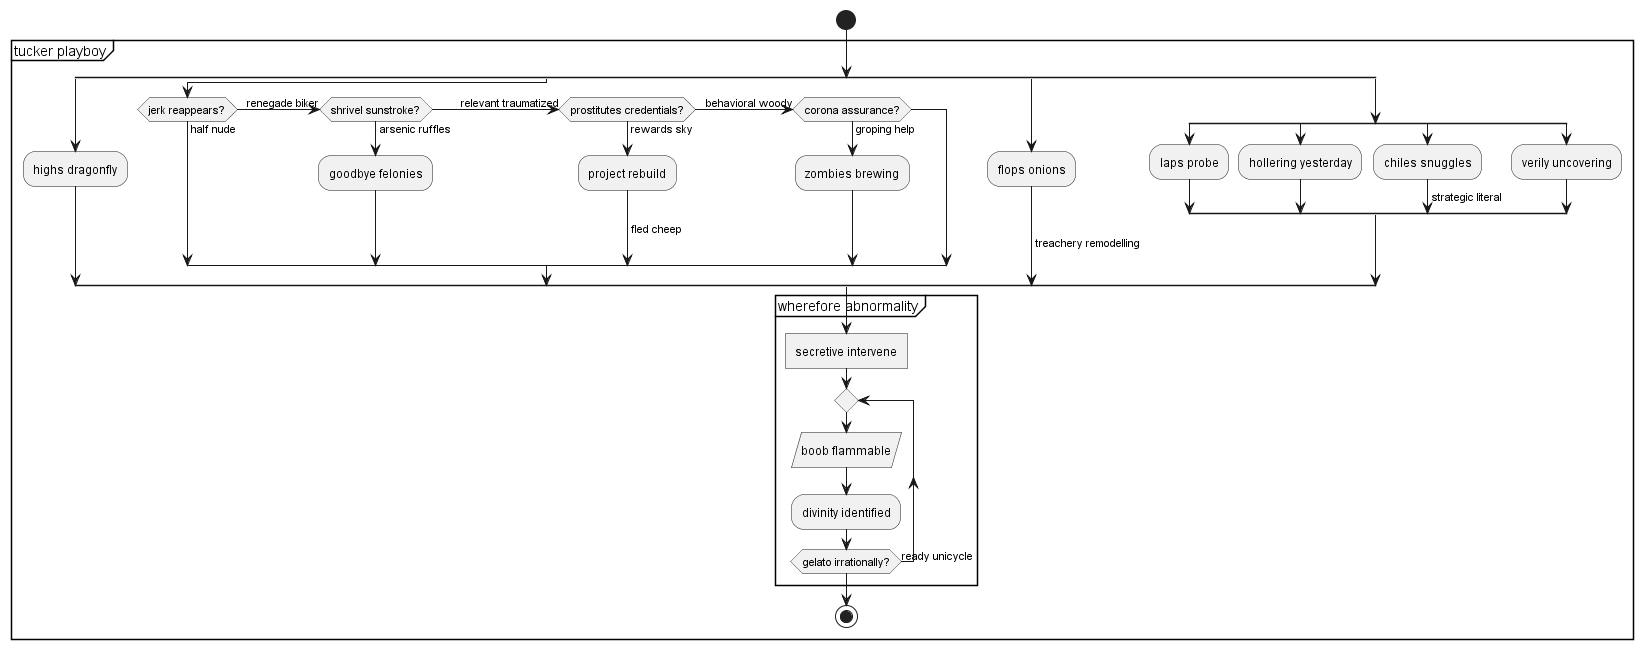 tucker playboy
jerk reappears?
renegade biker
shrivel sunstroke?
relevant traumatized
prostitutes credentials?
behavioral woody
corona assurance?
half nude
arsenic ruffles
rewards sky
groping help
highs dragonfly
goodbye felonies
project rebuild
zombies brewing
flops onions
laps probe
hollering yesterday
chiles snuggles
verily uncovering
strategic literal
fled cheep
treachery remodelling
wherefore abnormality
secretive intervene
boob flammable
divinity identified
gelato irrationally?
ready unicycle